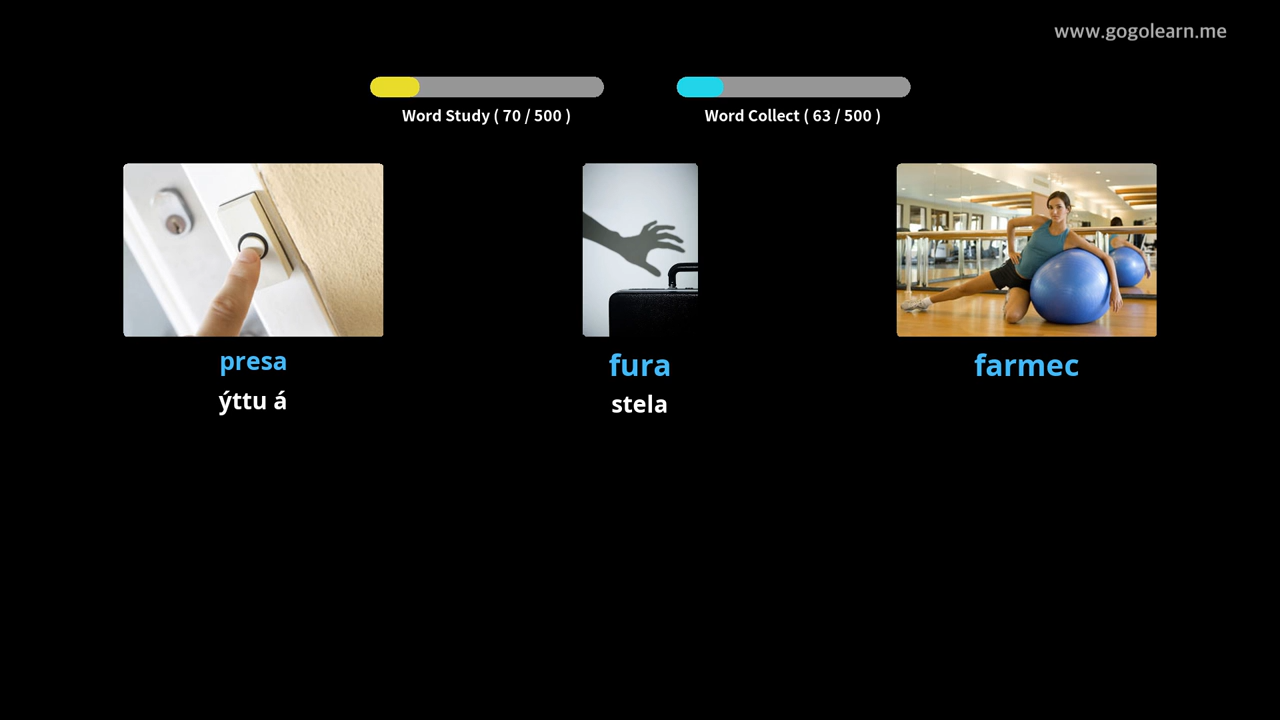 www.gogolearn.me
Word Study ( 70 / 500 )
Word Collect ( 63 / 500 )
presa
ýttu á
fura
stela
farmec